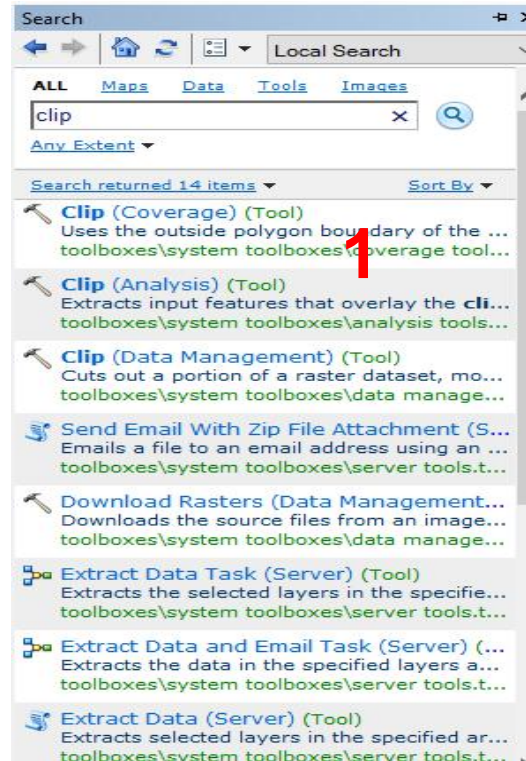 Search
Local Search
ALL Maps Data Tools Images
clip
Any Extent
Search returned 14 items Sort By
Clip (Coverage) (Tool)
Uses the outside polygon boundary of the ...
toolboxes\system toolboxes\coverage tool...
1
Clip (Analysis) (Tool)
Extracts input features that overlay the cli...
toolboxes\system toolboxes\analysis tools...
Clip (Data Management) (Tool)
Cuts out a portion of a raster dataset, mo...
toolboxes\system toolboxes\data manage...
Send Email With Zip File Attachment (S...
Emails a file to an email address using an ...
toolboxes\system toolboxes\server tools.t...
Download Rasters (Data Management...
Downloads the source files from an image...
toolboxes\system toolboxes\data manage...
Extract Data Task (Server) (Tool)
Extracts the selected layers in the specifie...
toolboxes\system toolboxes\server tools.t...
Extract Data and Email Task (Server) (...
Extracts the data in the specified layers a...
toolboxes\system toolboxes\server tools.t...
Extract Data (Server) (Tool)
Extracts selected layers in the specified ar...
toolboxes\system toolboxes\server tools.t...